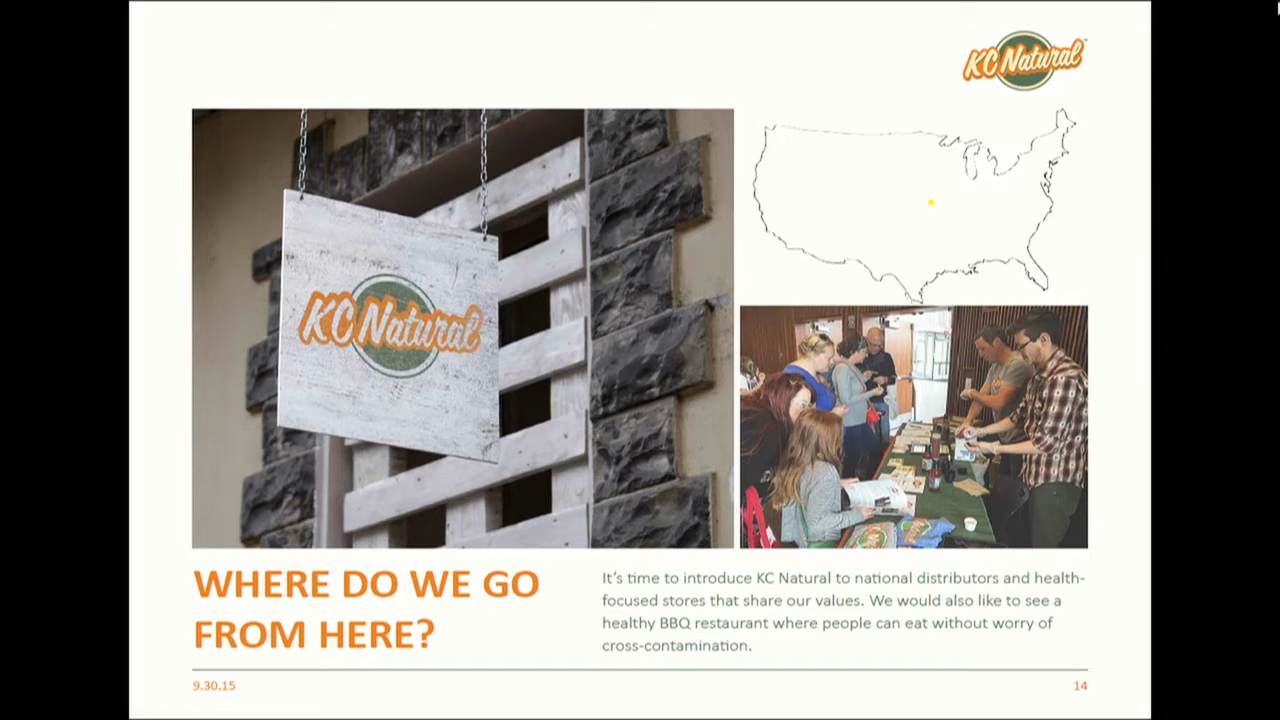 KC Natural
KC Natural
WHERE DO WE GO
FROM HERE?
It's time to introduce KC Natural to national distributors and health-
focused stores that share our values. We would also like to see a
healthy BBQ restaurant where people can eat without worry of
cross-contamination.
9.30.15
14